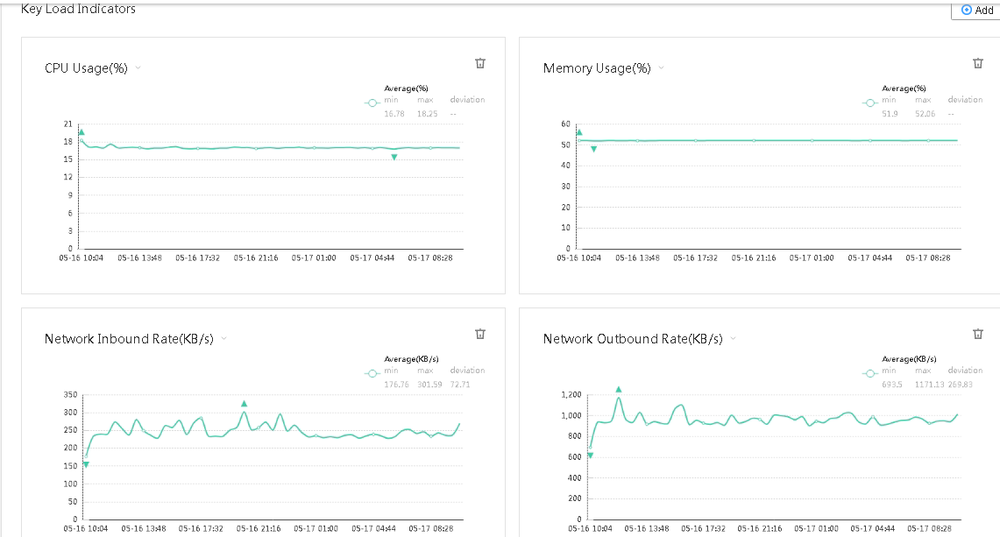 Key Load Indicators
Add
CPU Usage(%)
Average(%)
min max deviation
16.78 18.25 --
21
18
15
12
9
6
3
0
05-16 10:04 05-16 13:48 05-16 17:32 05-16 21:16 05-17 01:00 05-17 04:44 05-17 08:28
Memory Usage(%)
Average(%)
min max deviation
51.9 52.06 --
60
50
40
30
20
10
0
05-16 10:04 05-16 13:48 05-16 17:32 05-16 21:16 05-17 01:00 05-17 04:44 05-17 08:28
Network Inbound Rate(KB/s)
Average(KB/s)
min max deviation
176.76 301.59 72.71
350
300
250
200
150
100
50
0
05-16 10:04 05-16 13:48 05-16 17:32 05-16 21:16 05-17 01:00 05-17 04:44 05-17 08:28
Network Outbound Rate(KB/s)
Average(KB/s)
min max deviation
693.5 1171.13 269.83
1,200
1,000
800
600
400
200
0
05-16 10:04 05-16 13:48 05-16 17:32 05-16 21:16 05-17 01:00 05-17 04:44 05-17 08:28